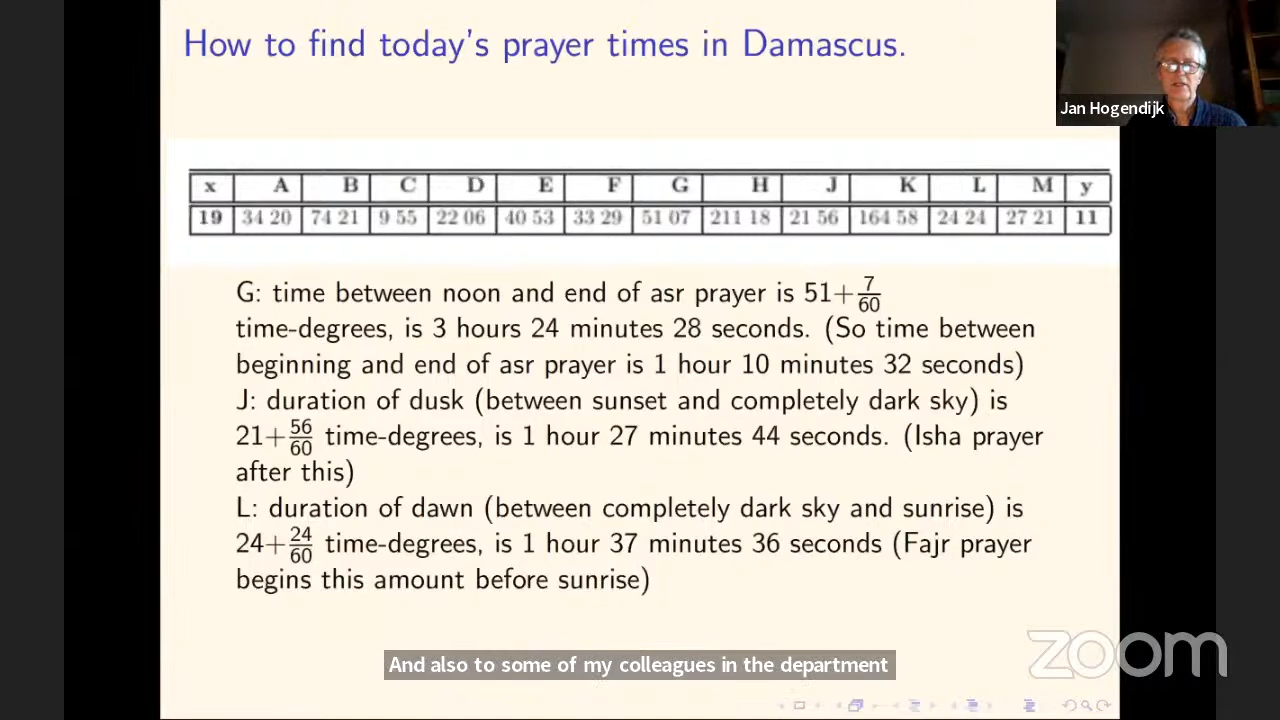 How to find today's prayer times in Damascus.
Jan Hogendijk
x A B C D E F G H J K L M y
19 34 20 74 21 9 55 22 06 40 53 33 29 51 07 211 18 21 56 164 58 24 24 27 21 11
G: time between noon and end of asr prayer is 51+7/60
time-degrees, is 3 hours 24 minutes 28 seconds. (So time between
beginning and end of asr prayer is 1 hour 10 minutes 32 seconds)
J: duration of dusk (between sunset and completely dark sky) is
21+56/60 time-degrees, is 1 hour 27 minutes 44 seconds. (Isha prayer
after this)
L: duration of dawn (between completely dark sky and sunrise) is
24+24/60 time-degrees, is 1 hour 37 minutes 36 seconds (Fajr prayer
begins this amount before sunrise)
And also to some of my colleagues in the department
zoom